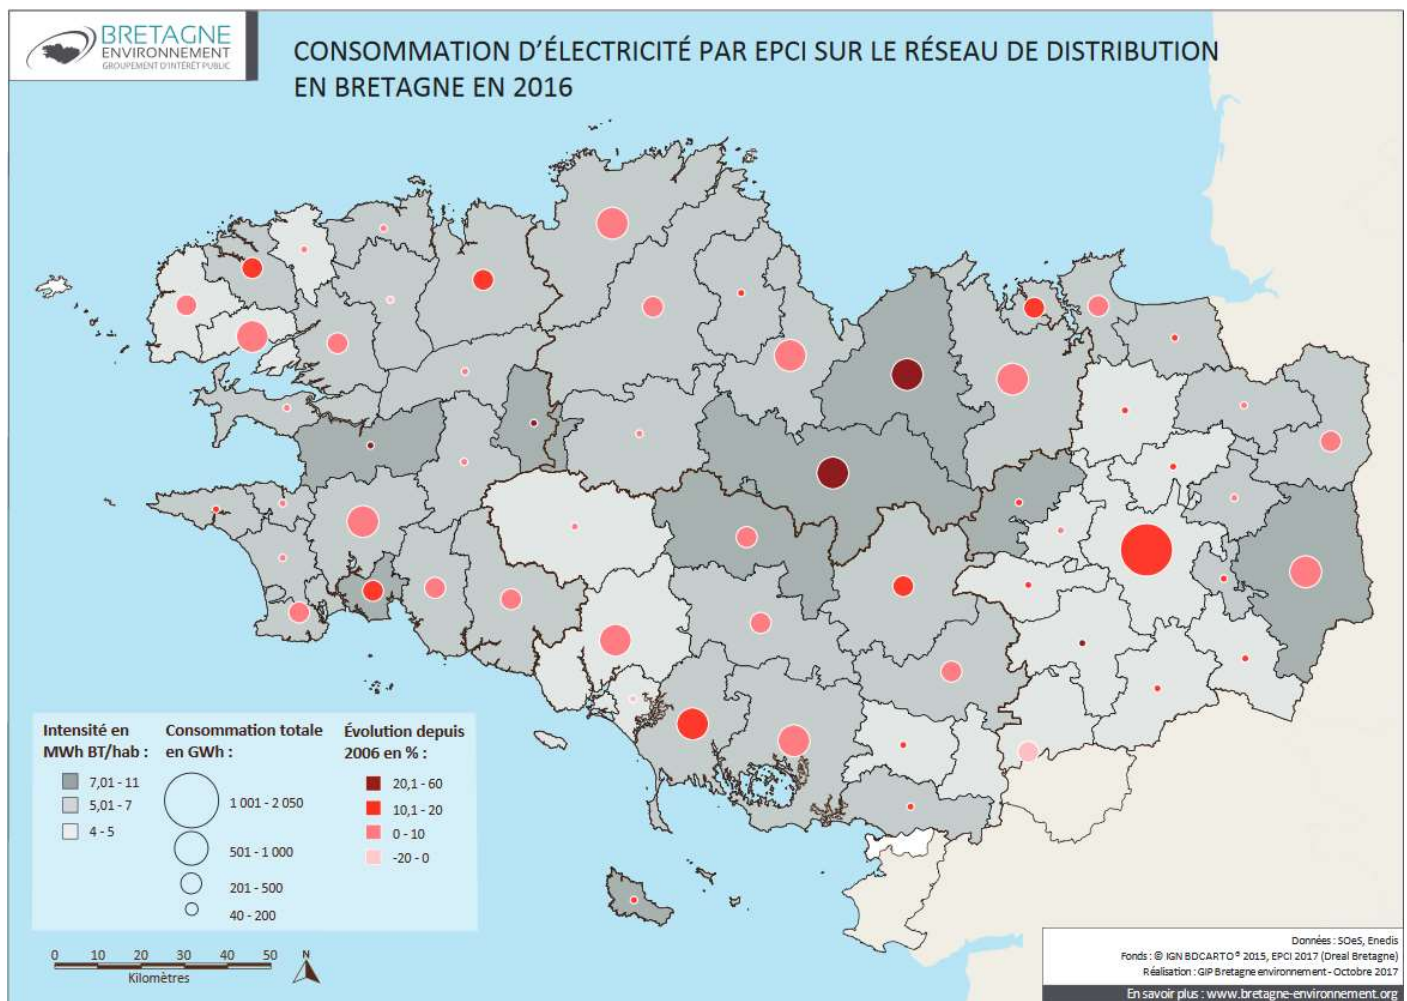 BRETAGNE
ENVIRONNEMENT
GROUPEMENT D'INTÉRÊT PUBLIC
CONSOMMATION D'ÉLECTRICITÉ PAR EPCI SUR LE RÉSEAU DE DISTRIBUTION
EN BRETAGNE EN 2016
Intensité en
MWh BT/hab :
7,01 - 11
5,01 - 7
4 - 5
Consommation totale
en GWh :
1 001 - 2 050
501 - 1 000
201 - 500
40 - 200
Évolution depuis
2006 en % :
20,1 - 60
10,1 - 20
0 - 10
-20 - 0
0 10 20 30 40 50
Kilomètres
N
Données : SOeS, Enedis
Fonds : © IGN BDCARTO® 2015, EPCI 2017 (Dreal Bretagne)
Réalisation : GIP Bretagne environnement - Octobre 2017
En savoir plus : www.bretagne-environnement.org